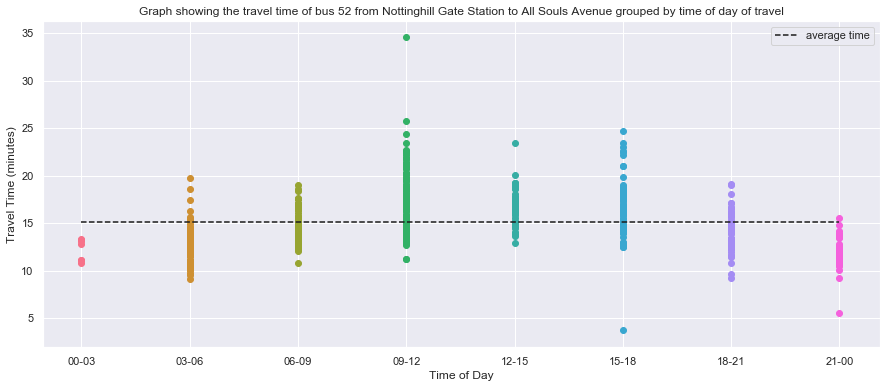 Graph showing the travel time of bus 52 from Nottinghill Gate Station to All Souls Avenue grouped by time of day of travel
average time
35
30
25
20
15
10
5
Travel Time (minutes)
00-03 03-06 06-09 09-12 12-15 15-18 18-21 21-00
Time of Day